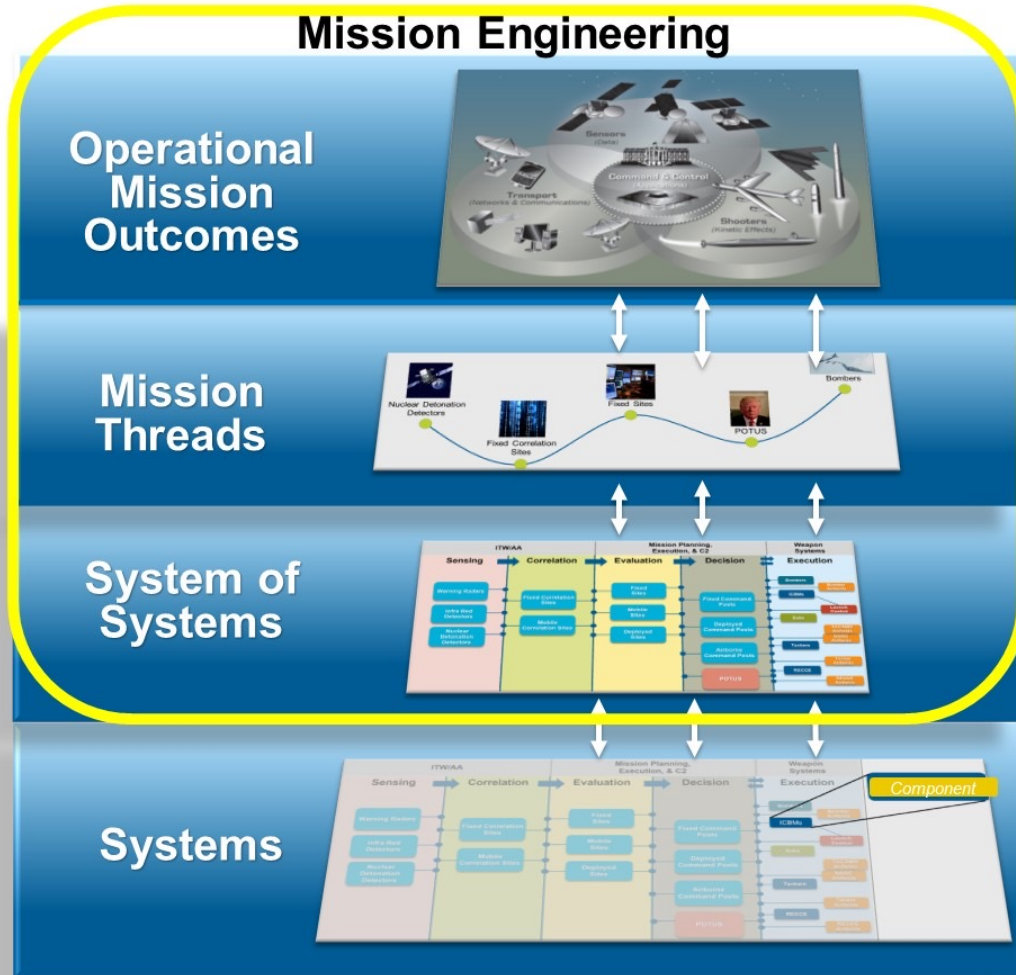 Mission Engineering
Operational
Mission
Outcomes
Sensors
(Data)
Command & Control
Transport
(Networks & Communications)
Shooters
(Kinetic Effects)
Mission
Threads
Nuclear Detonation
Detectors
Fixed Correlation
Sites
Fixed Sites
POTUS
Bombers
System of
Systems
ITW/AA
Mission Planning,
Execution, & C2
Weapon
Systems
Sensing
Correlation
Evaluation
Decision
Execution
Warning Radars
Infra Red
Detectors
Nuclear
Detonation
Detectors
Fixed Correlation
Sites
Mobile
Correlation Sites
Fixed
Sites
Mobile
Sites
Deployed
Sites
Fixed Command
Posts
Deployed
Command Posts
Airborne
Command Posts
POTUS
Bombers
ICBMs
Tankers
Systems
ITW/AA
Mission Planning,
Execution, & C2
Weapon
Systems
Sensing
Correlation
Evaluation
Decision
Execution
Warning Radars
Infra Red
Detectors
Nuclear
Detonation
Detectors
Fixed Correlation
Sites
Mobile
Correlation Sites
Fixed
Sites
Mobile
Sites
Deployed
Sites
Fixed Command
Posts
Deployed
Command Posts
Airborne
Command Posts
POTUS
ICBMs
Tankers
Component